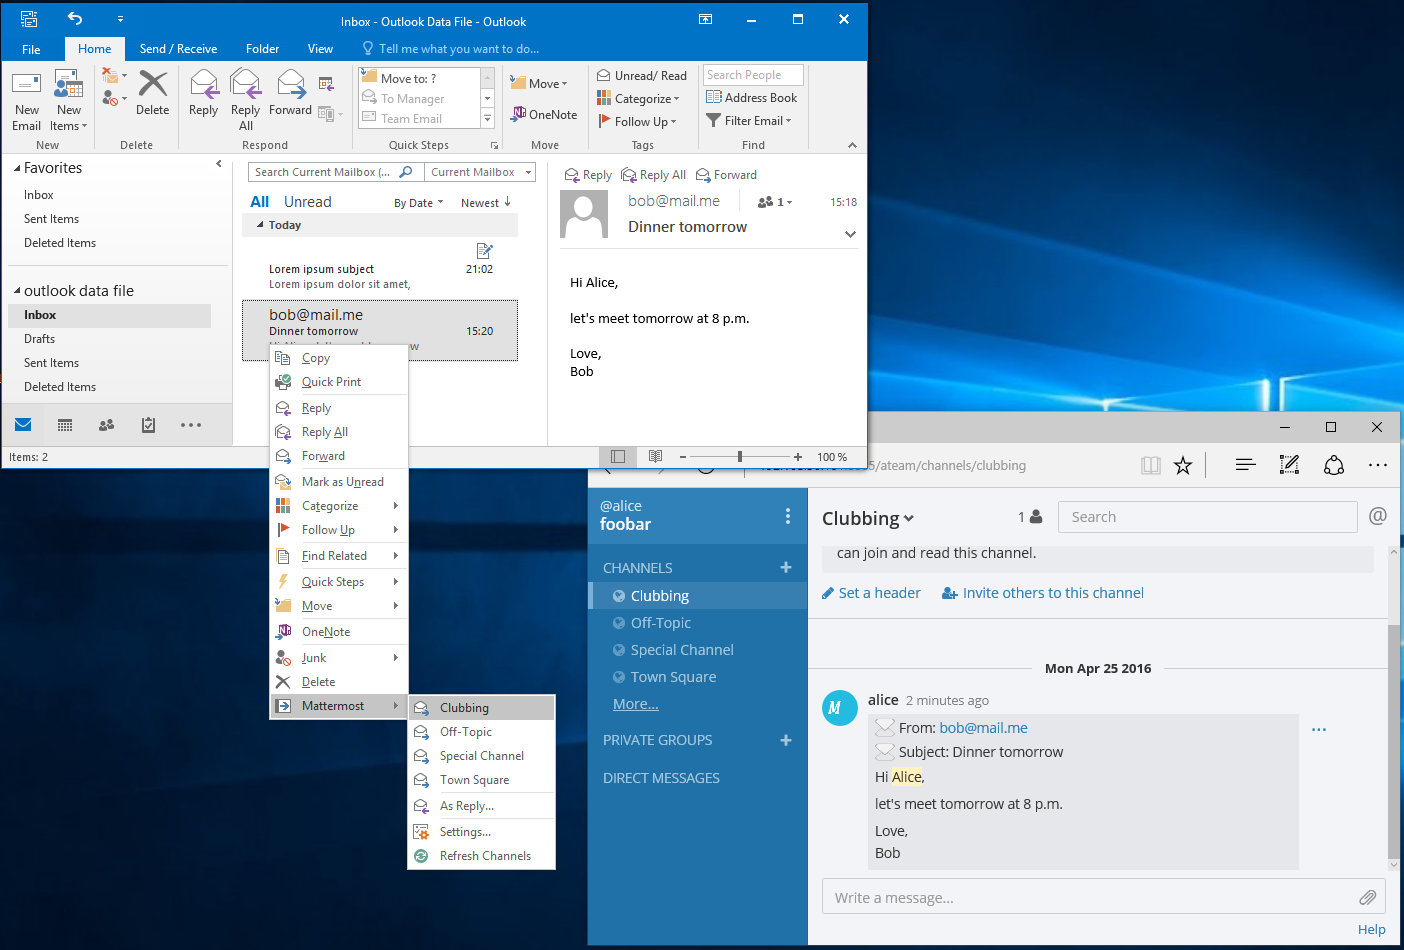 Inbox - Outlook Data File - Outlook
File Home Send / Receive Folder View Tell me what you want to do...
New Email
New Items
Delete
Reply
Reply All
Forward
Move to: ?
To Manager
Team Email
Move
OneNote
Unread/ Read
Categorize
Follow Up
Search People
Address Book
Filter Email
New Delete Respond Quick Steps Move Tags Find
Favorites
Inbox
Sent Items
Deleted Items
outlook data file
Inbox
Drafts
Sent Items
Deleted Items
Items: 2
Search Current Mailbox (... Current Mailbox
All Unread By Date Newest
Today
Lorem ipsum subject 21:02
Lorem ipsum dolor sit amet,
bob@mail.me
Dinner tomorrow 15:20
Reply Reply All Forward
bob@mail.me 1 15:18
Dinner tomorrow
Hi Alice,
let's meet tomorrow at 8 p.m.
Love,
Bob
100 %
Copy
Quick Print
Reply
Reply All
Forward
Mark as Unread
Categorize
Follow Up
Find Related
Quick Steps
Move
OneNote
Junk
Delete
Mattermost
Clubbing
Off-Topic
Special Channel
Town Square
As Reply...
Settings...
Refresh Channels
/ateam/channels/clubbing
@alice
foobar
CHANNELS
Clubbing
Off-Topic
Special Channel
Town Square
More...
PRIVATE GROUPS
DIRECT MESSAGES
Clubbing 1 Search @
can join and read this channel.
Set a header Invite others to this channel
Mon Apr 25 2016
alice 2 minutes ago
From: bob@mail.me
Subject: Dinner tomorrow
Hi Alice,
let's meet tomorrow at 8 p.m.
Love,
Bob
Write a message...
Help